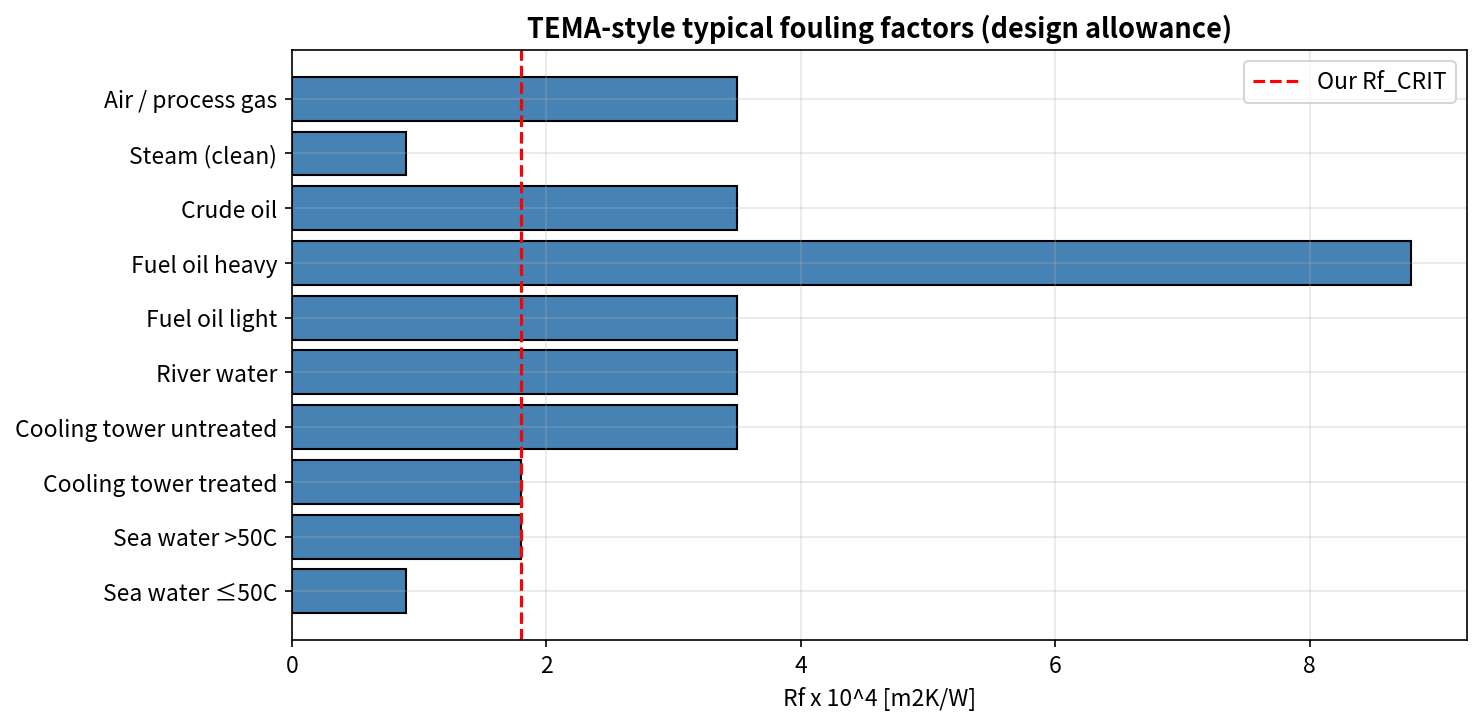 TEMA-style typical fouling factors (design allowance)
Our Rf_CRIT
Air / process gas
Steam (clean)
Crude oil
Fuel oil heavy
Fuel oil light
River water
Cooling tower untreated
Cooling tower treated
Sea water >50C
Sea water ≤50C
0 2 4 6 8
Rf x 10^4 [m2K/W]